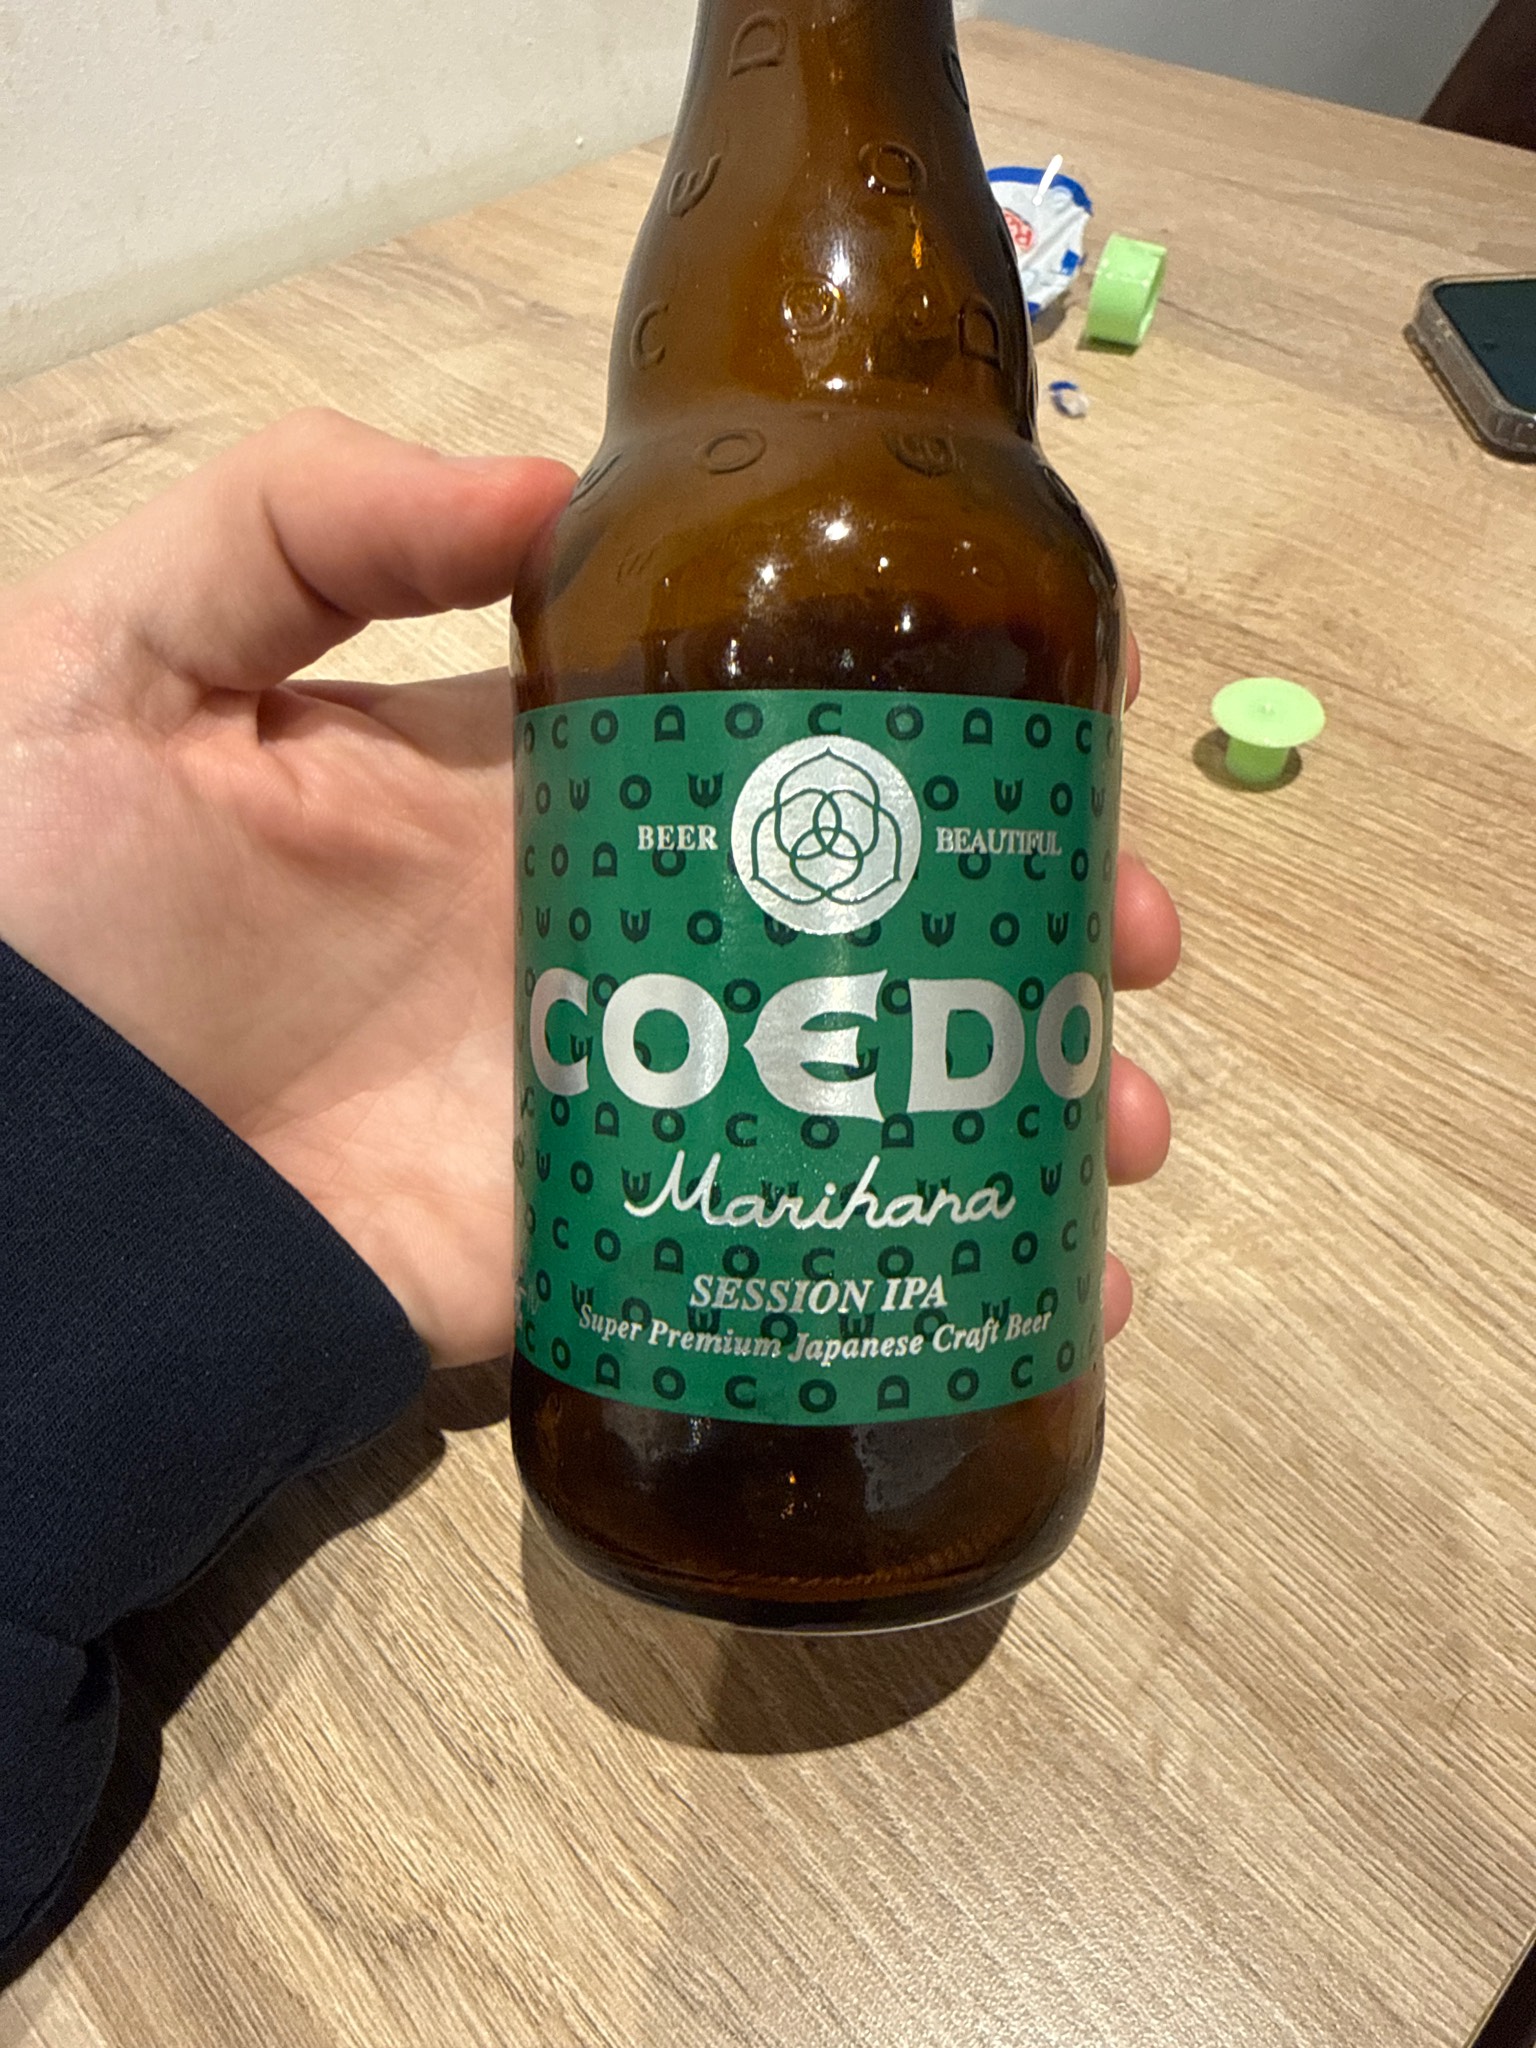 BEER BEAUTIFUL
COEDO
Marihana
SESSION IPA
Super Premium Japanese Craft Beer